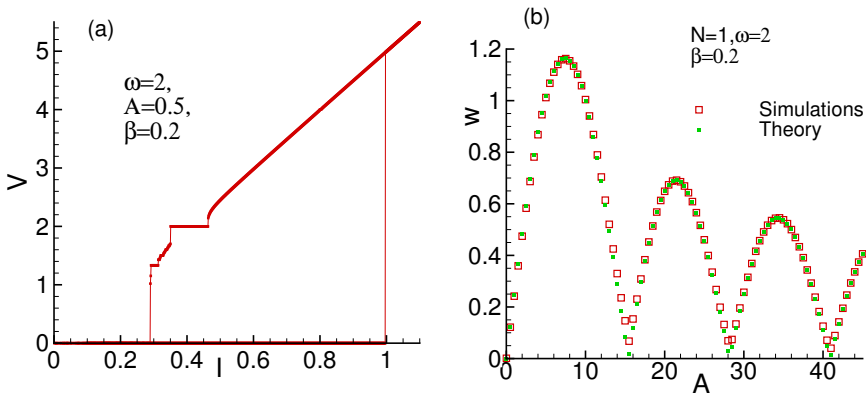 (a)
ω=2,
A=0.5,
β=0.2
V
5
4
3
2
1
0
0 0.2 0.4 0.6 0.8 1
I
(b)
N=1,ω=2
β=0.2
Simulations
Theory
w
1.2
1
0.8
0.6
0.4
0.2
0
0 10 20 30 40
A